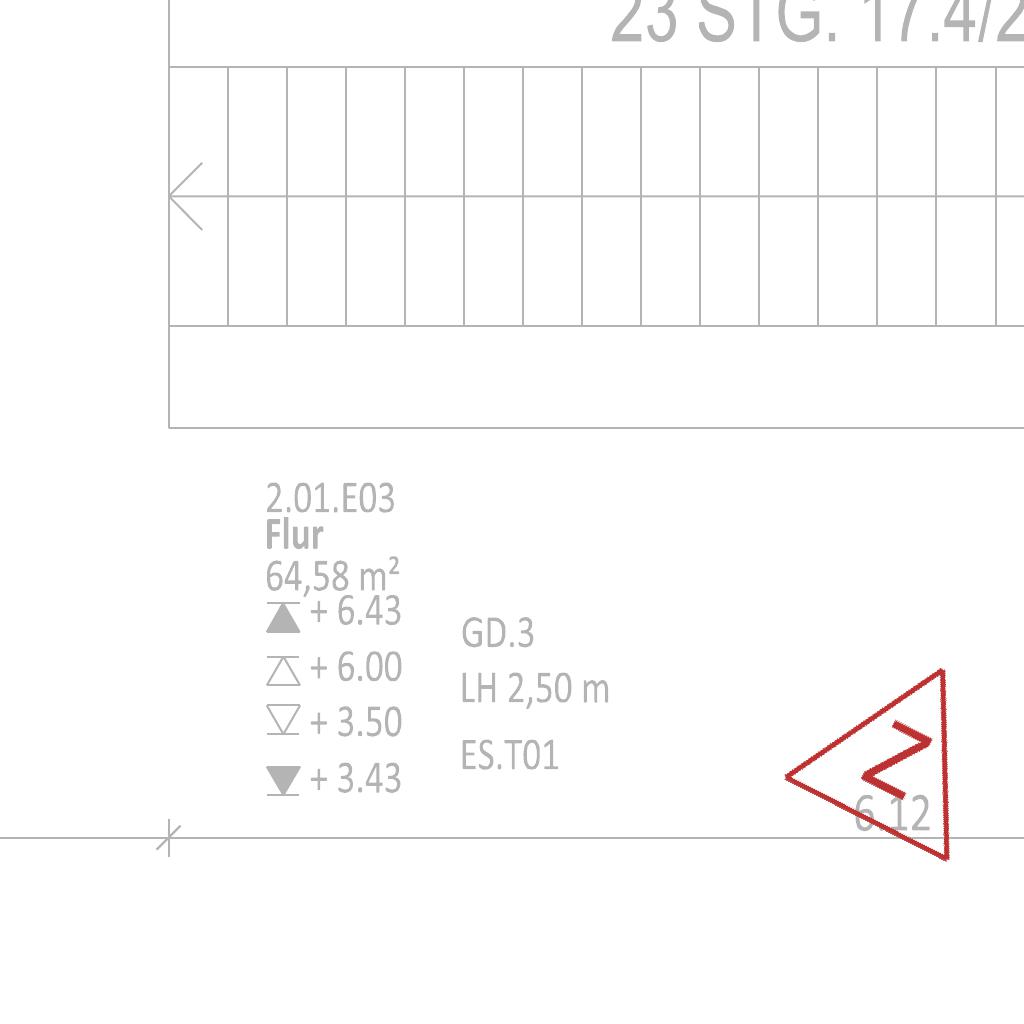 23 STG. 17.4/2
2.01.E03
Flur
64,58 m²
+ 6.43
+ 6.00
+ 3.50
+ 3.43
GD.3
LH 2,50 m
ES.T01
6.12